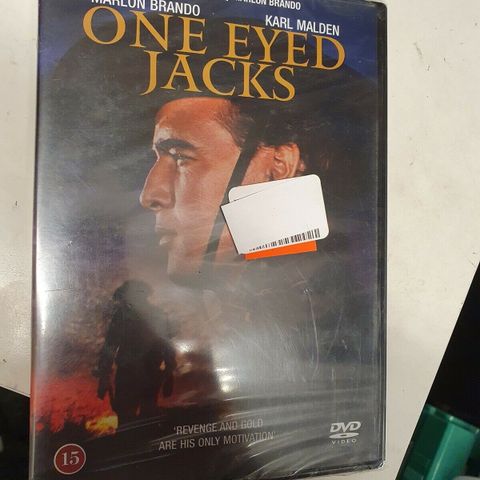 MARLON BRANDO
MARLON BRANDO
KARL MALDEN
ONE EYED
JACKS
'REVENGE AND GOLD
ARE HIS ONLY MOTIVATION'
DVD
VIDEO
15